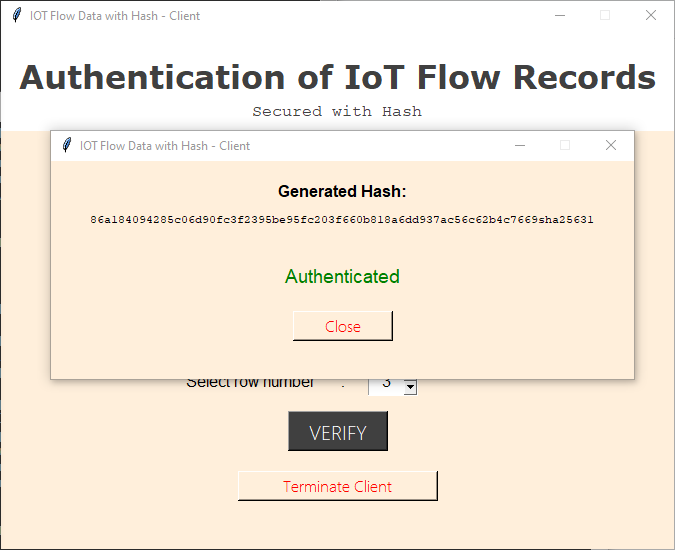 IOT Flow Data with Hash - Client
Authentication of IoT Flow Records
Secured with Hash
IOT Flow Data with Hash - Client
Generated Hash:
86a184094285c06d90fc3f2395be95fc203f660b818a6dd937ac56c62b4c7669sha25631
Authenticated
Close
Select row number : 3
VERIFY
Terminate Client